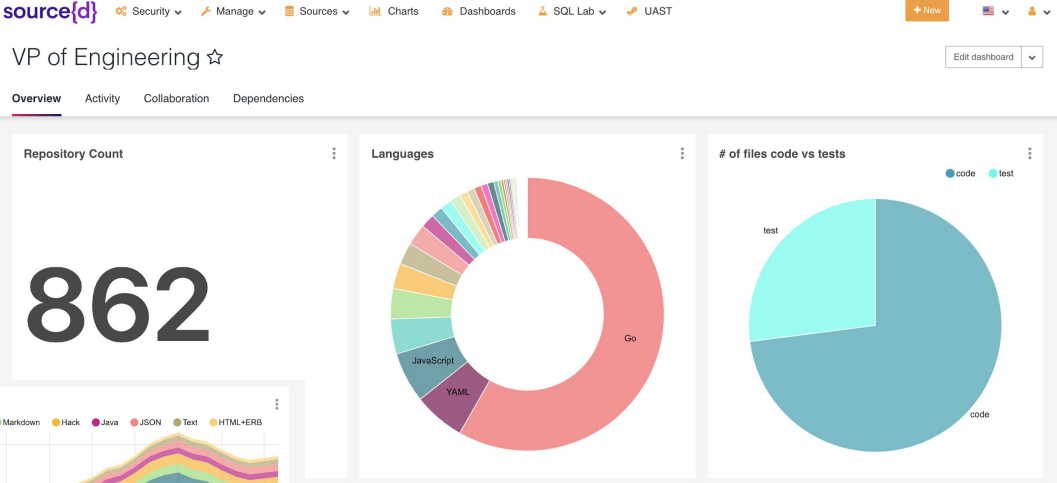 source{d} Security Manage Sources Charts Dashboards SQL Lab UAST + New
VP of Engineering Edit dashboard
Overview Activity Collaboration Dependencies
Repository Count
862
Languages
Go
JavaScript
YAML
# of files code vs tests
code test
test
code
Markdown Hack Java JSON Text HTML+ERB